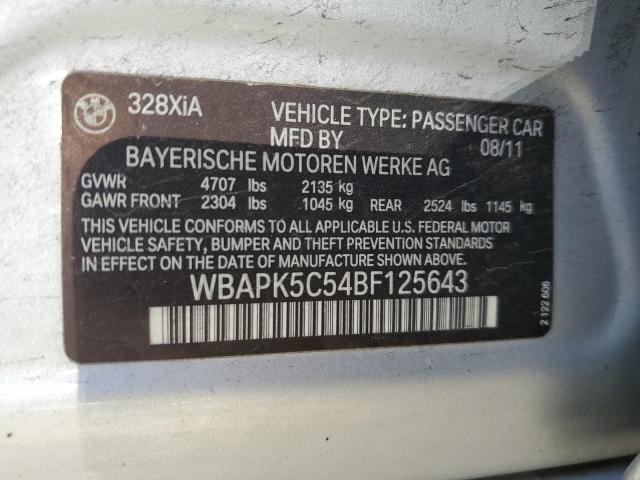 BMW
328XiA
VEHICLE TYPE: PASSENGER CAR
MFD BY 08/11
BAYERISCHE MOTOREN WERKE AG
GVWR 4707 lbs 2135 kg
GAWR FRONT 2304 lbs 1045 kg REAR 2524 lbs 1145 kg
THIS VEHICLE CONFORMS TO ALL APPLICABLE U.S. FEDERAL MOTOR
VEHICLE SAFETY, BUMPER AND THEFT PREVENTION STANDARDS IN
EFFECT ON THE DATE OF MANUFACTURE SHOWN ABOVE.
WBAPK5C54BF125643
2 122 606